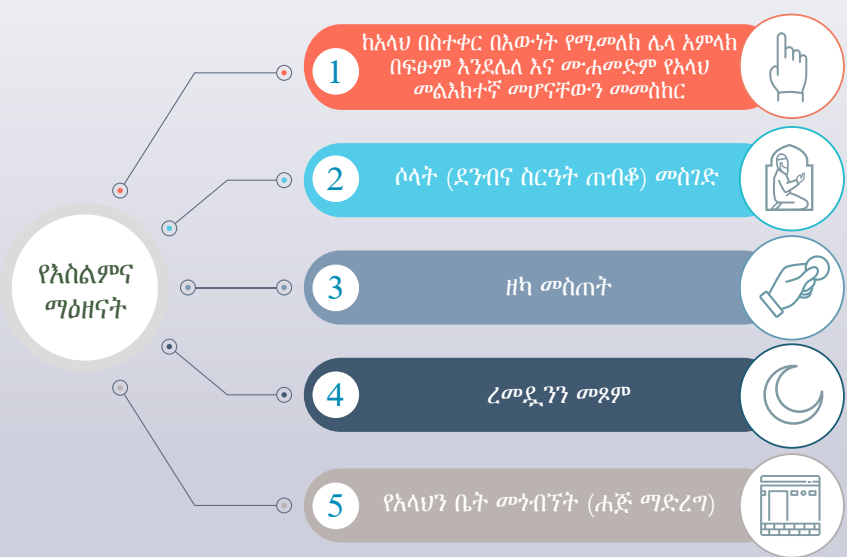 የእስልምና
ማዕዘናት
1
ከአላህ በስተቀር በእውነት የሚመለክ ሌላ አምላክ
በፍፁም እንደሌለ እና ሙሐመድም የአላህ
መልእክተኛ መሆናቸውን መመስከር
2
ሶላት (ደንብና ስርዓት ጠብቆ) መስገድ
3
ዘካ መስጠት
4
ረመዷንን መጾም
5
የአላህን ቤት መጎብኘት (ሐጅ ማድረግ)